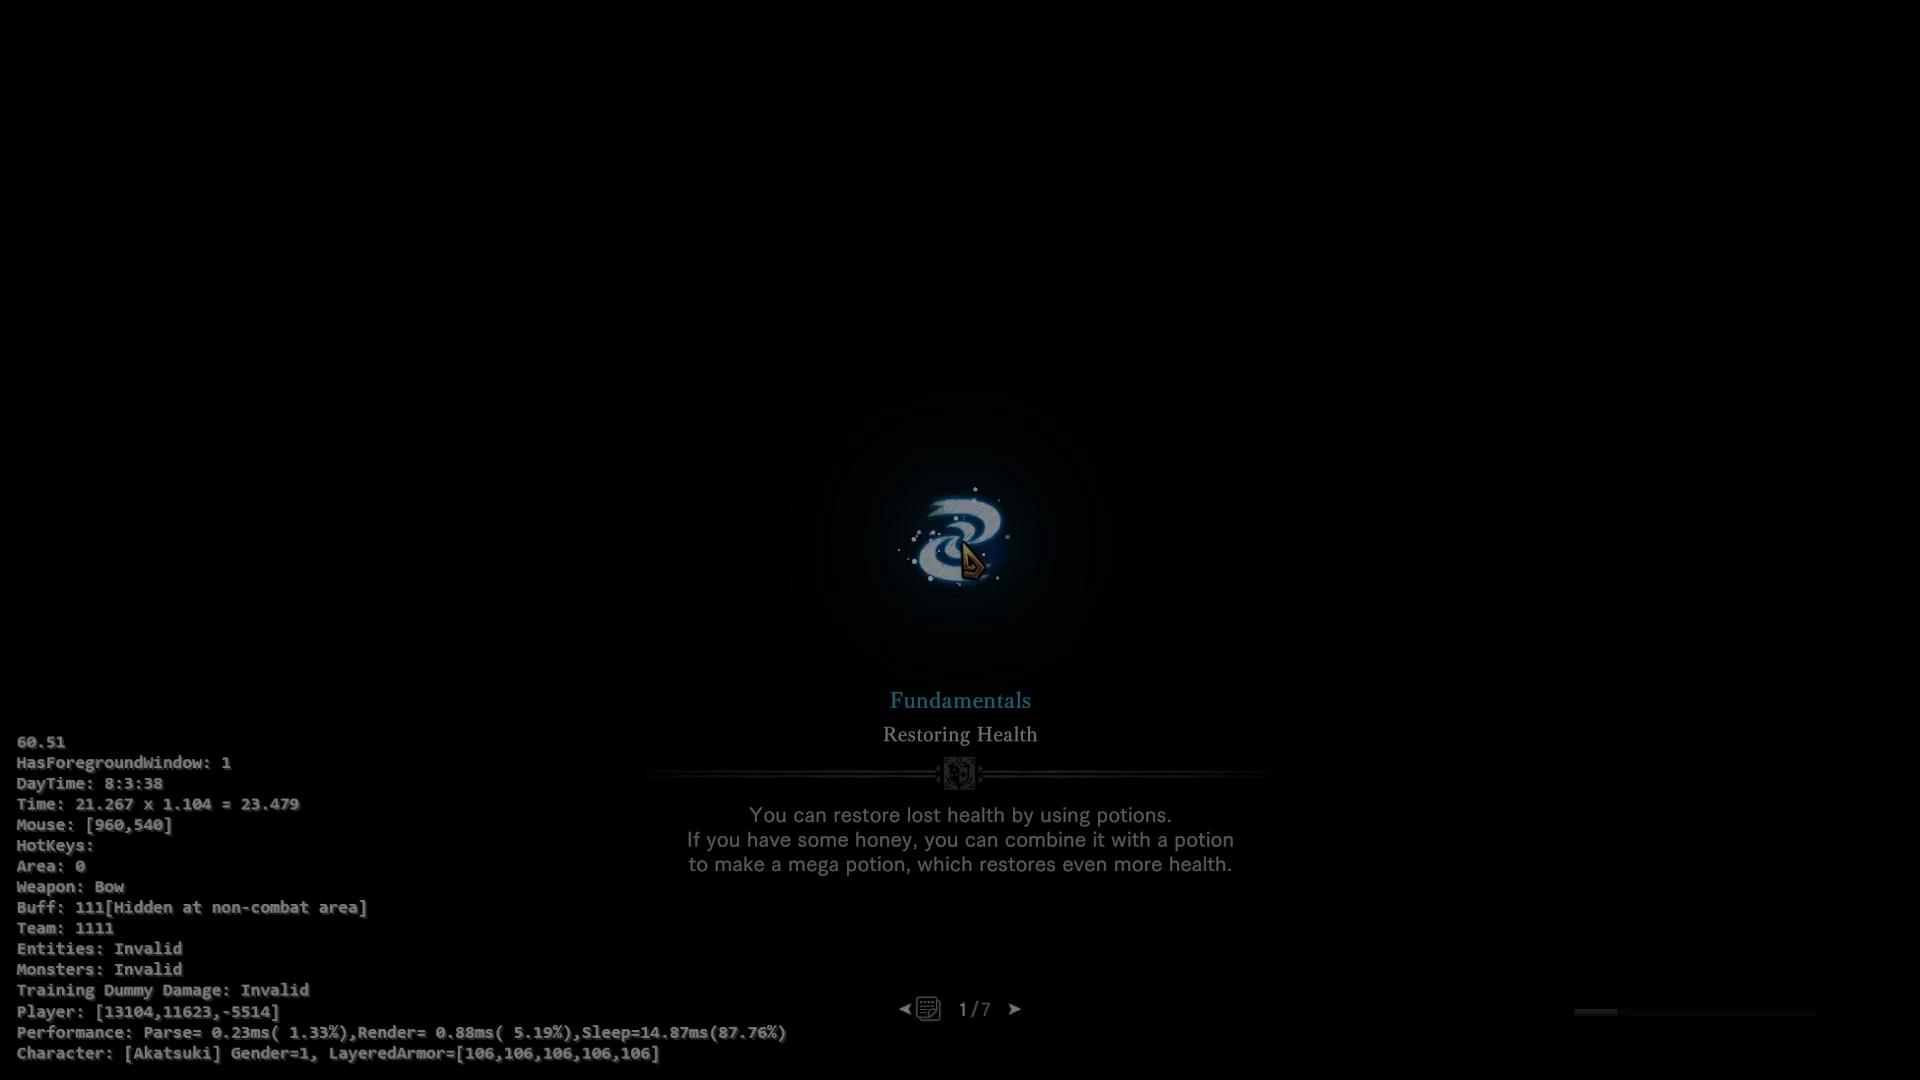 Fundamentals
Restoring Health
You can restore lost health by using potions.
If you have some honey, you can combine it with a potion
to make a mega potion, which restores even more health.
1/7
60.51
HasForegroundWindow: 1
DayTime: 8:3:38
Time: 21.267 x 1.104 = 23.479
Mouse: [960,540]
HotKeys:
Area: 0
Weapon: Bow
Buff: 111[Hidden at non-combat area]
Team: 1111
Entities: Invalid
Monsters: Invalid
Training Dummy Damage: Invalid
Player: [13104,11623,-5514]
Performance: Parse= 0.23ms( 1.33%),Render= 0.88ms( 5.19%),Sleep=14.87ms(87.76%)
Character: [Akatsuki] Gender=1, LayeredArmor=[106,106,106,106,106]